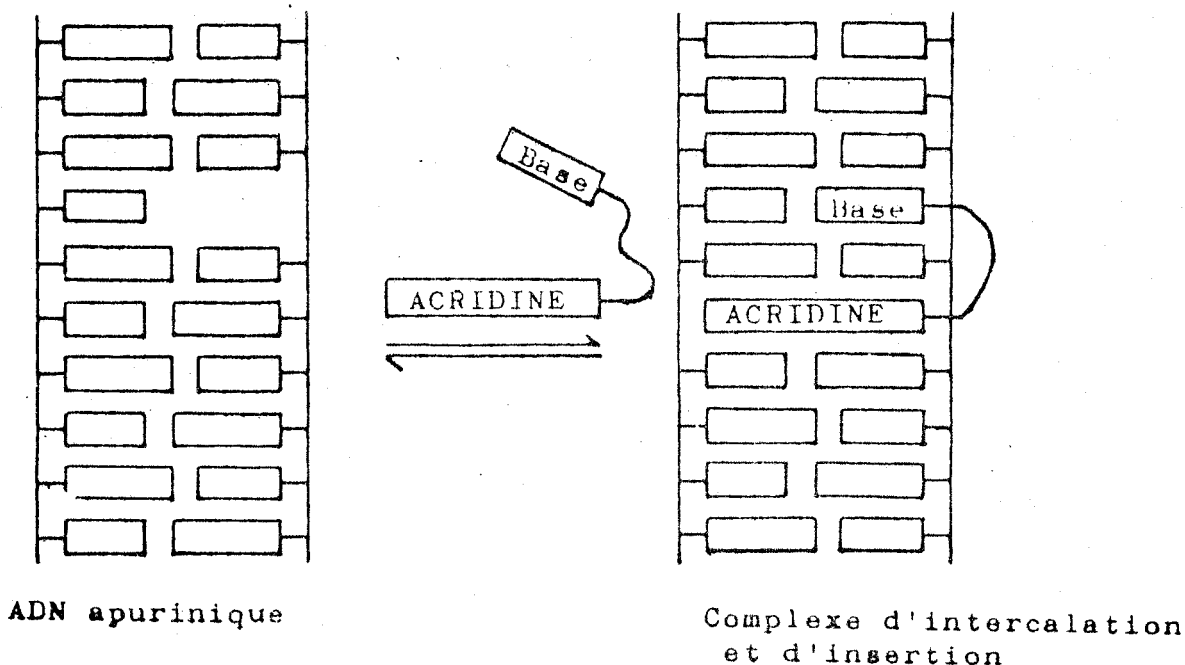 Base
ACRIDINE
Base
ACRIDINE
ADN apurinique
Complexe d'intercalation
et d'insertion